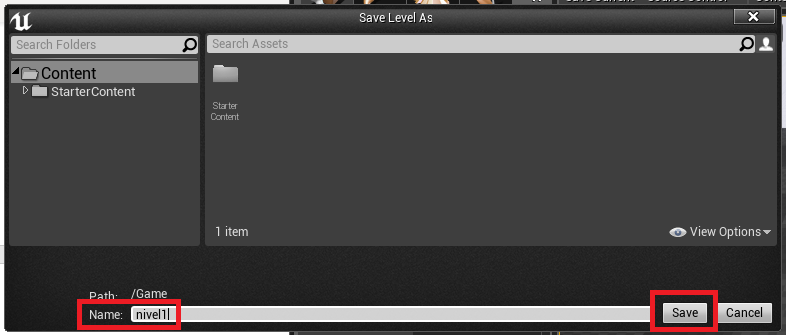 Save Level As
Search Folders
Search Assets
Content
StarterContent
Starter
Content
1 item
View Options
Path: /Game
Name: nivel1
Save
Cancel